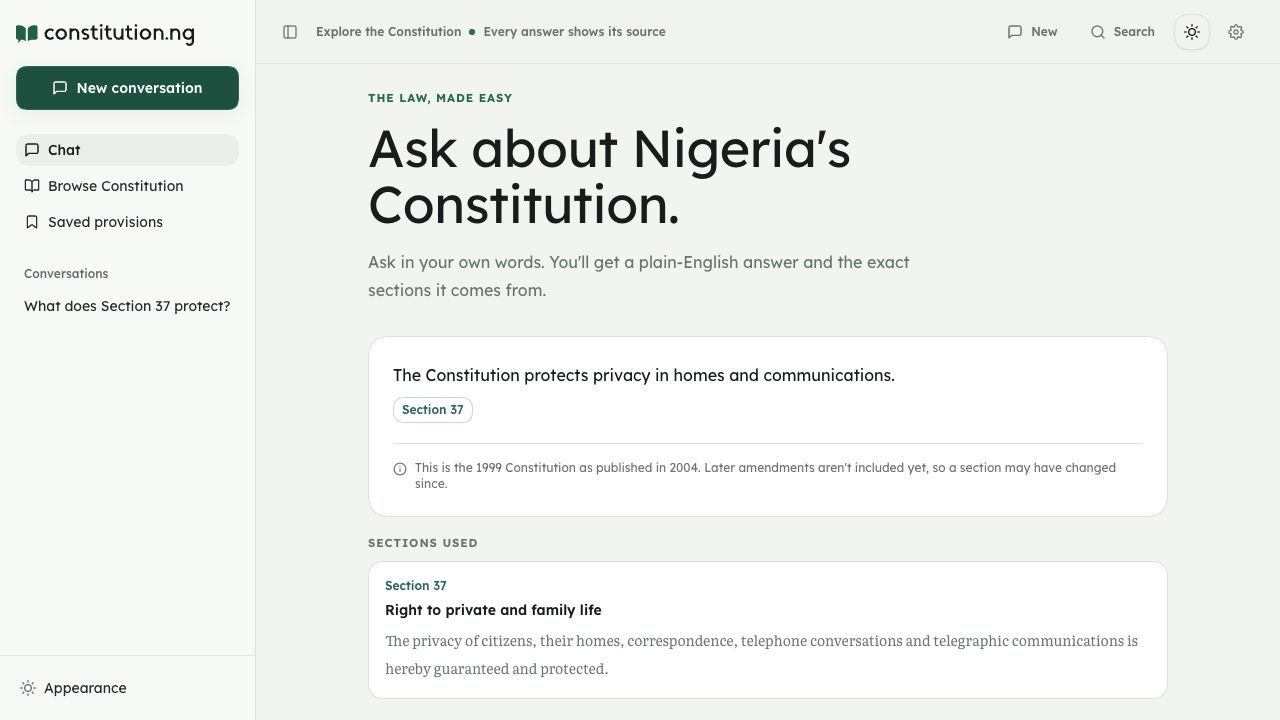 constitution.ng
New conversation
Chat
Browse Constitution
Saved provisions
Conversations
What does Section 37 protect?
Appearance
Explore the Constitution • Every answer shows its source
New
Search
THE LAW, MADE EASY
Ask about Nigeria's
Constitution.
Ask in your own words. You'll get a plain-English answer and the exact
sections it comes from.
The Constitution protects privacy in homes and communications.
Section 37
This is the 1999 Constitution as published in 2004. Later amendments aren't included yet, so a section may have changed
since.
SECTIONS USED
Section 37
Right to private and family life
The privacy of citizens, their homes, correspondence, telephone conversations and telegraphic communications is
hereby guaranteed and protected.